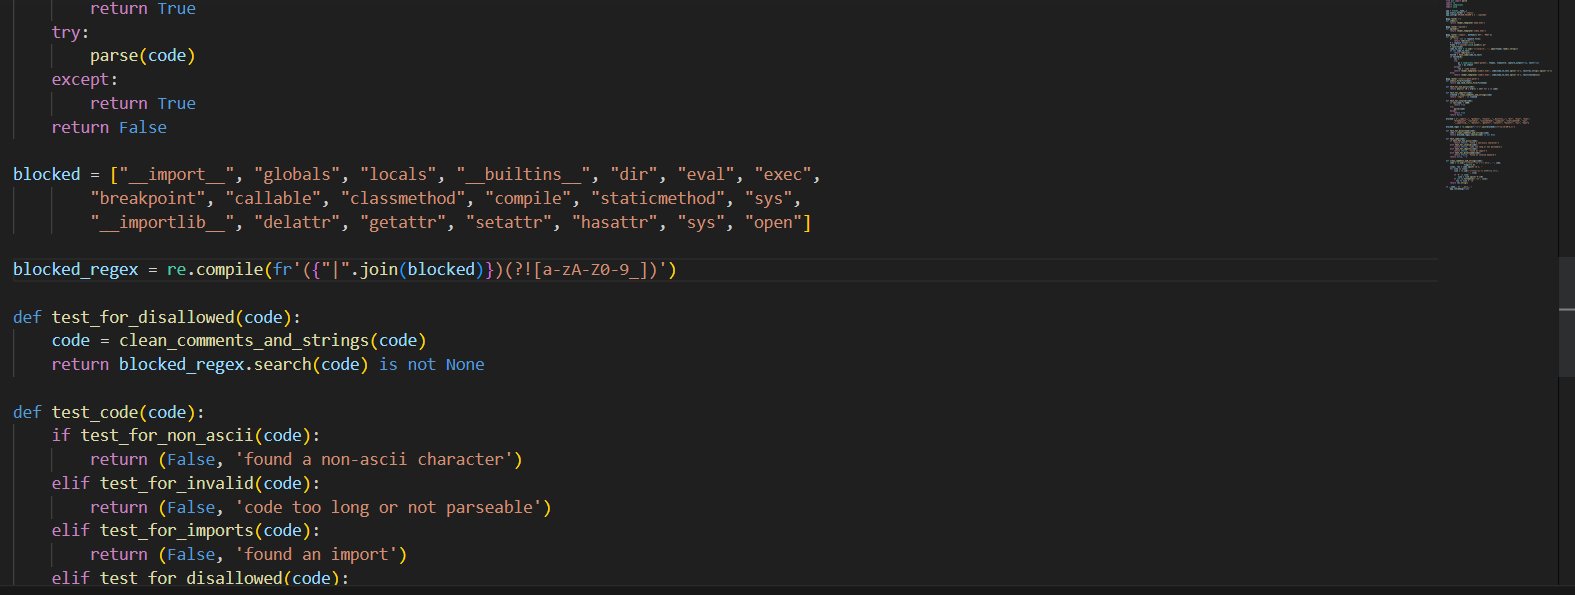 return True
try:
parse(code)
except:
return True
return False
blocked = ["__import__", "globals", "locals", "__builtins__", "dir", "eval", "exec",
"breakpoint", "callable", "classmethod", "compile", "staticmethod", "sys",
"__importlib__", "delattr", "getattr", "setattr", "hasattr", "sys", "open"]
blocked_regex = re.compile(fr'({"|".join(blocked)})(?![a-zA-Z0-9_])')
def test_for_disallowed(code):
code = clean_comments_and_strings(code)
return blocked_regex.search(code) is not None
def test_code(code):
if test_for_non_ascii(code):
return (False, 'found a non-ascii character')
elif test_for_invalid(code):
return (False, 'code too long or not parseable')
elif test_for_imports(code):
return (False, 'found an import')
elif test_for_disallowed(code):